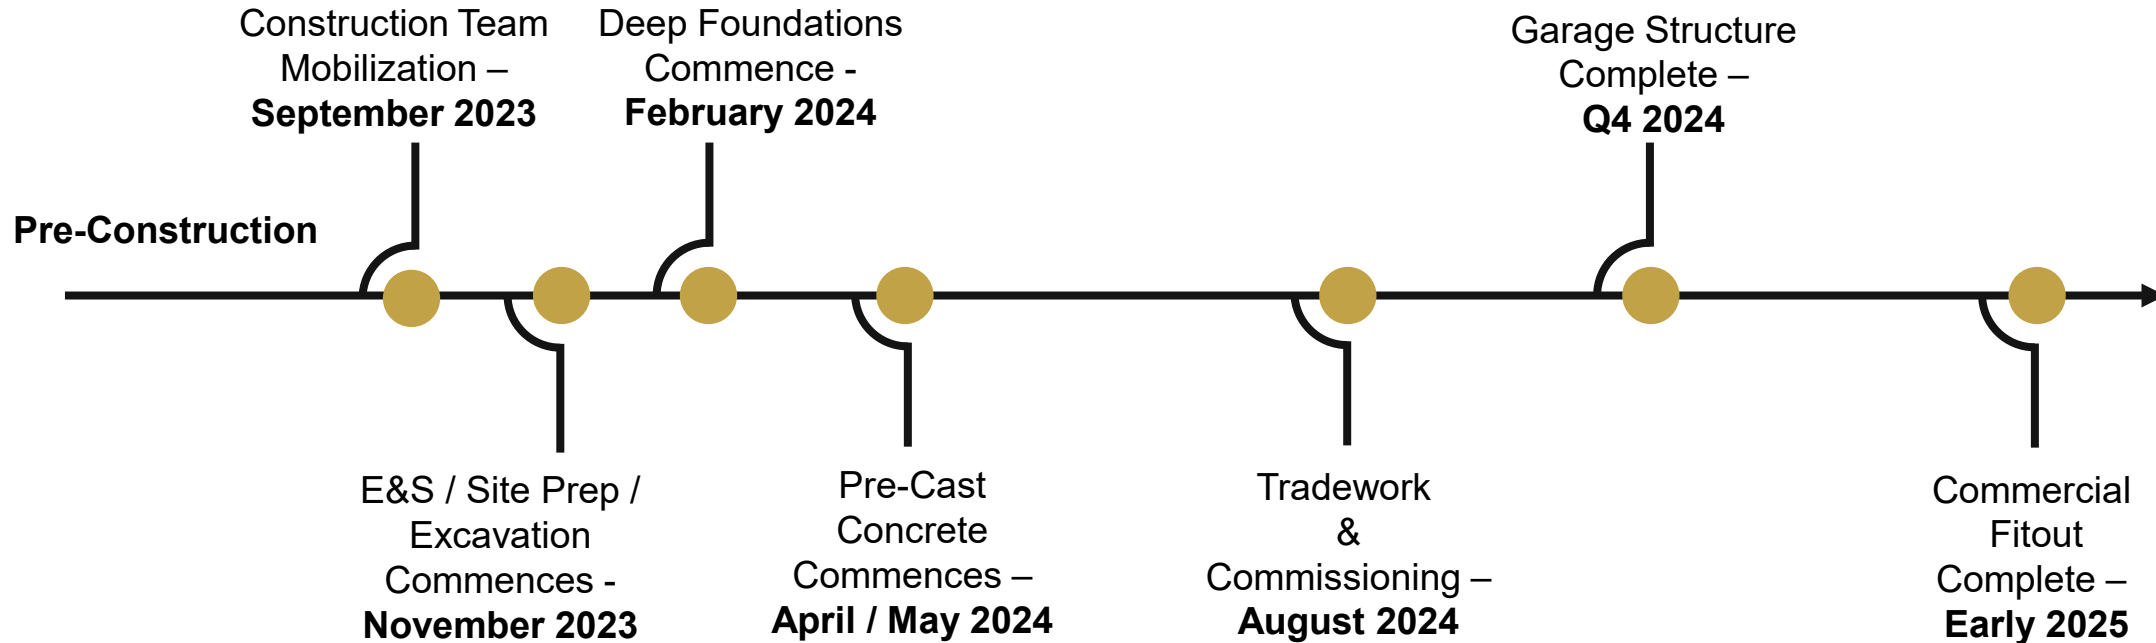 Construction Team
Mobilization –
September 2023
Deep Foundations
Commence -
February 2024
Garage Structure
Complete –
Q4 2024
Pre-Construction
E&S / Site Prep /
Excavation
Commences -
November 2023
Pre-Cast
Concrete
Commences –
April / May 2024
Tradework
&
Commissioning –
August 2024
Commercial
Fitout
Complete –
Early 2025